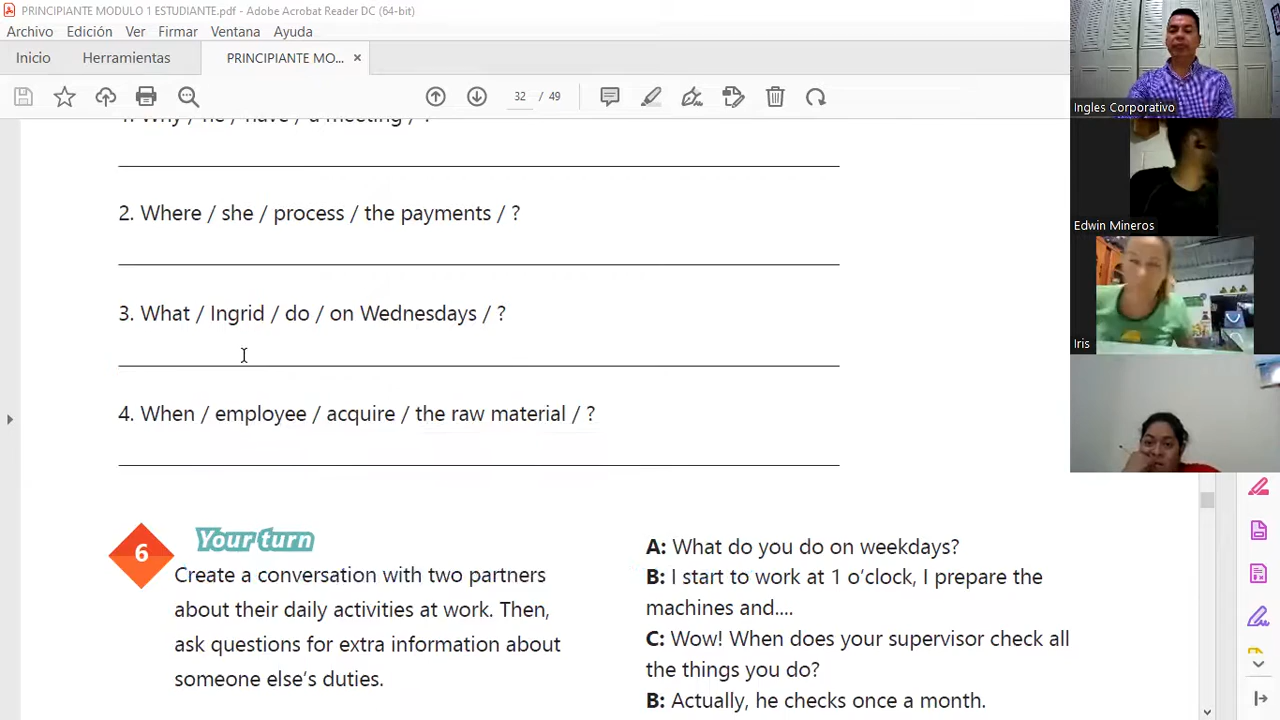 PRINCIPIANTE MODULO 1 ESTUDIANTE.pdf - Adobe Acrobat Reader DC (64-bit)
Archivo Edición Ver Firmar Ventana Ayuda
Inicio Herramientas PRINCIPIANTE MO... ×
32 / 49
1. Why / he / have / a meeting / ?
2. Where / she / process / the payments / ?
3. What / Ingrid / do / on Wednesdays / ?
4. When / employee / acquire / the raw material / ?
6 Your turn
Create a conversation with two partners
about their daily activities at work. Then,
ask questions for extra information about
someone else's duties.
A: What do you do on weekdays?
B: I start to work at 1 o'clock, I prepare the
machines and....
C: Wow! When does your supervisor check all
the things you do?
B: Actually, he checks once a month.
Ingles Corporativo
Edwin Mineros
Iris